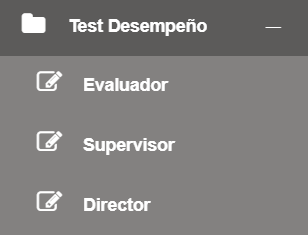 Test Desempeño
Evaluador
Supervisor
Director